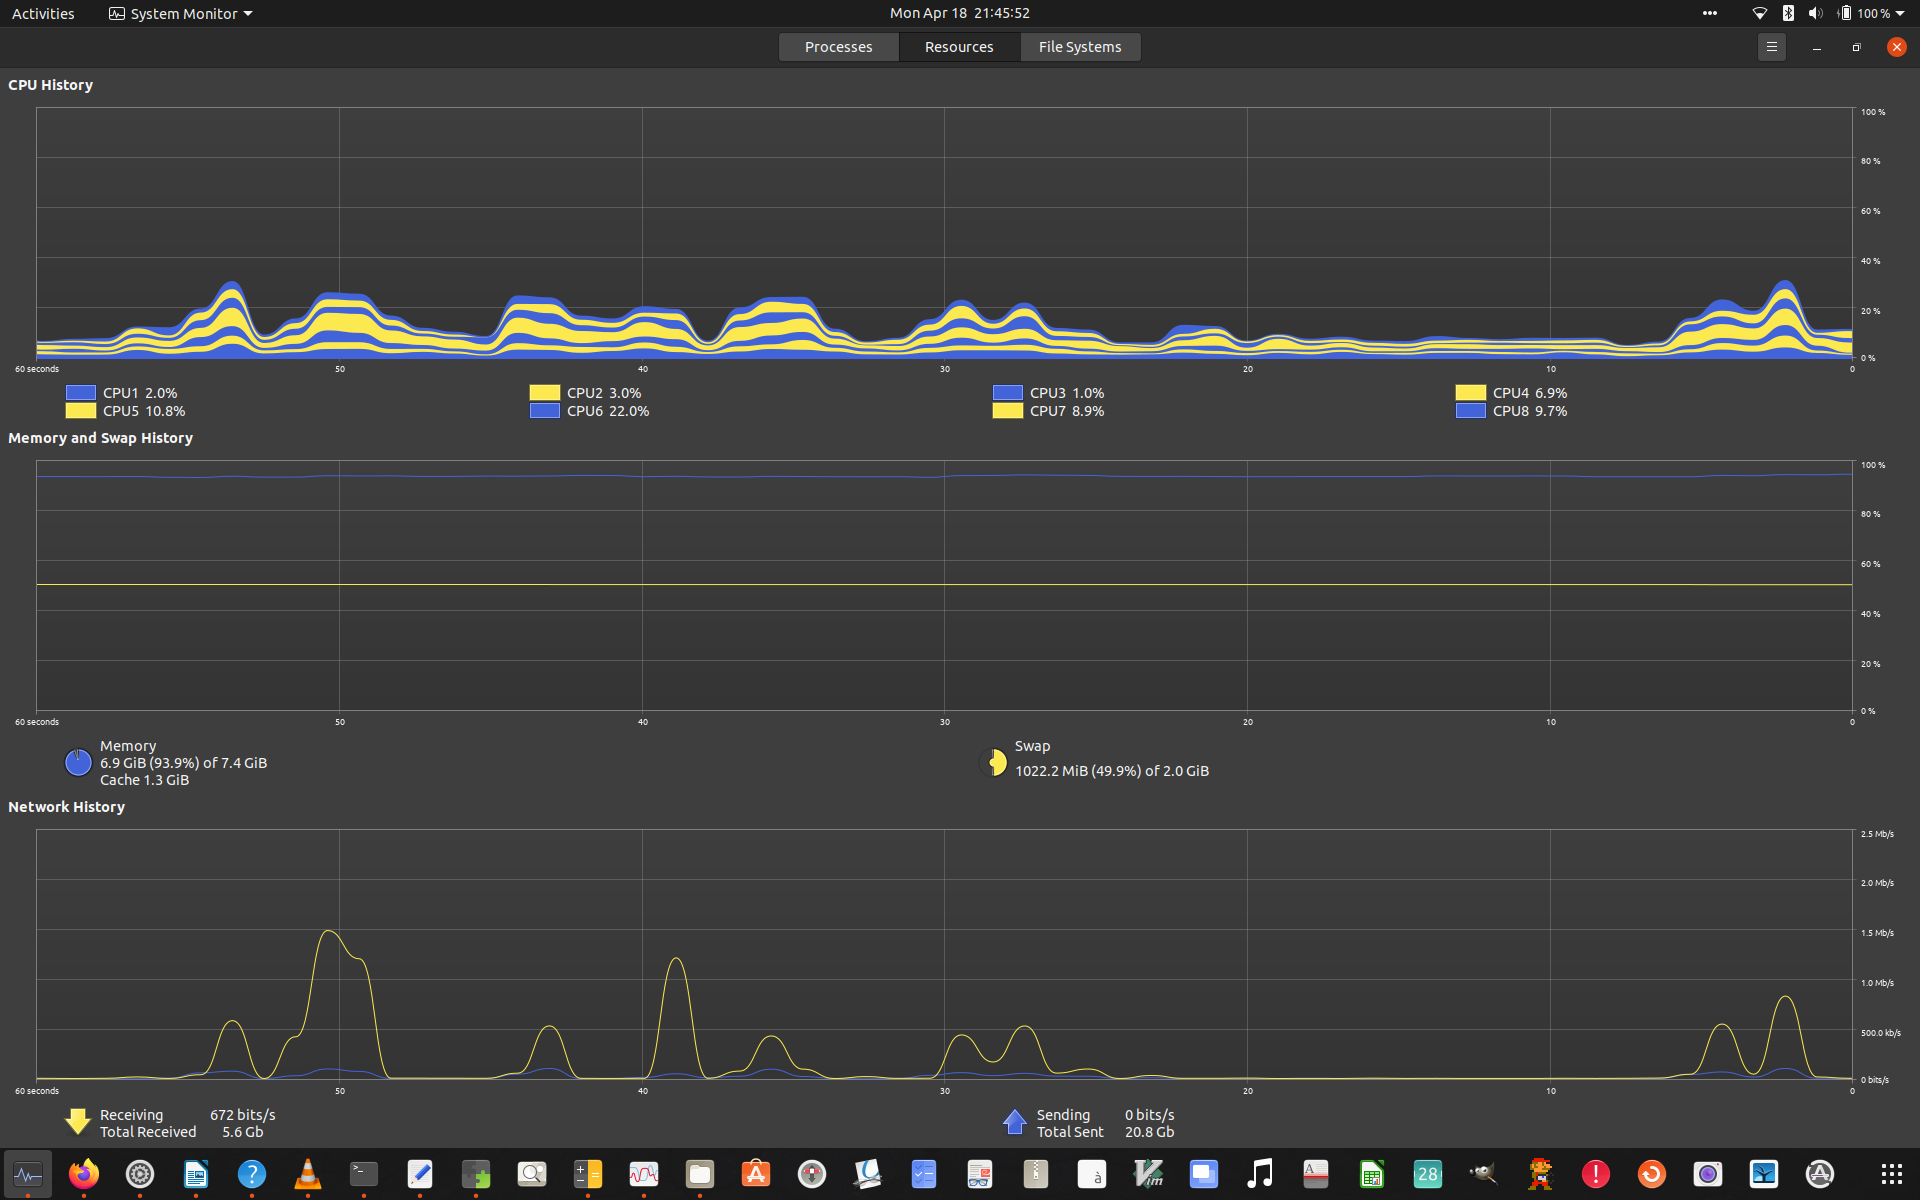 Activities System Monitor Mon Apr 18 21:45:52 100 %
Processes Resources File Systems
CPU History
100 %
80 %
60 %
40 %
20 %
0 %
60 seconds 50 40 30 20 10 0
CPU1 2.0% CPU2 3.0% CPU3 1.0% CPU4 6.9%
CPU5 10.8% CPU6 22.0% CPU7 8.9% CPU8 9.7%
Memory and Swap History
100 %
80 %
60 %
40 %
20 %
0 %
60 seconds 50 40 30 20 10 0
Memory
6.9 GiB (93.9%) of 7.4 GiB
Cache 1.3 GiB
Swap
1022.2 MiB (49.9%) of 2.0 GiB
Network History
2.5 Mb/s
2.0 Mb/s
1.5 Mb/s
1.0 Mb/s
500.0 kb/s
0 bits/s
60 seconds 50 40 30 20 10 0
Receiving 672 bits/s
Total Received 5.6 Gb
Sending 0 bits/s
Total Sent 20.8 Gb
? >_ A à Vim A 28 !